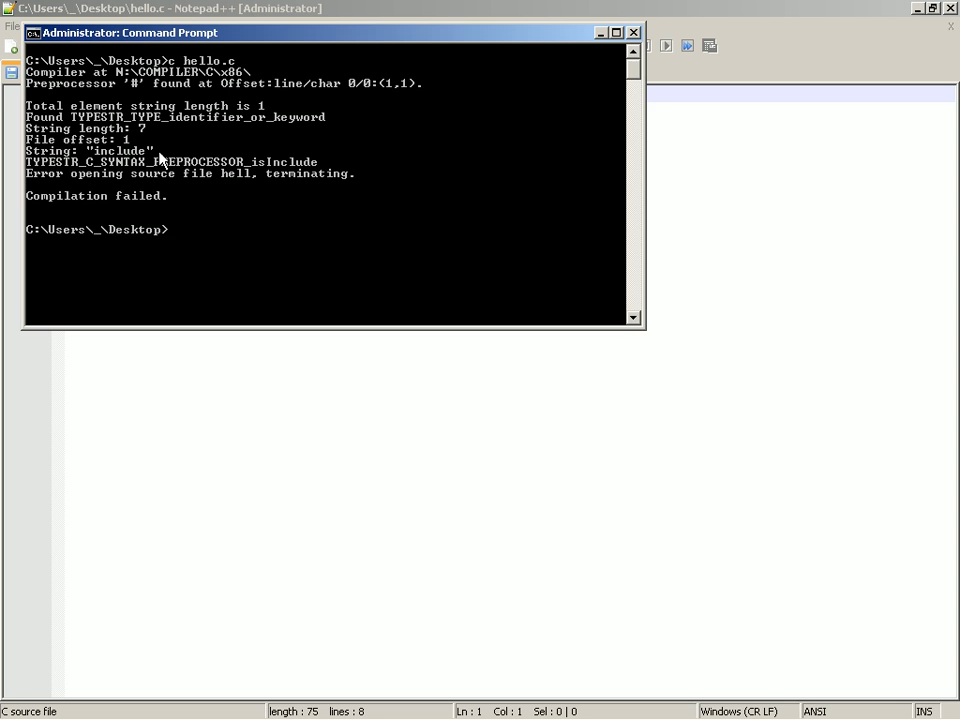 C:\Users\_\Desktop\hello.c - Notepad++ [Administrator]
File
Administrator: Command Prompt
C:\Users\_\Desktop>c hello.c
Compiler at N:\COMPILER\C\x86\
Preprocessor '#' found at Offset:line/char 0/0:(1,1).
Total element string length is 1
Found TYPESTR_TYPE_identifier_or_keyword
String length: 7
File offset: 1
String: "include"
TYPESTR_C_SYNTAX_PREPROCESSOR_isInclude
Error opening source file hell, terminating.
Compilation failed.
C:\Users\_\Desktop>
C source file length : 75 lines : 8 Ln : 1 Col : 1 Sel : 0 | 0 Windows (CR LF) ANSI INS